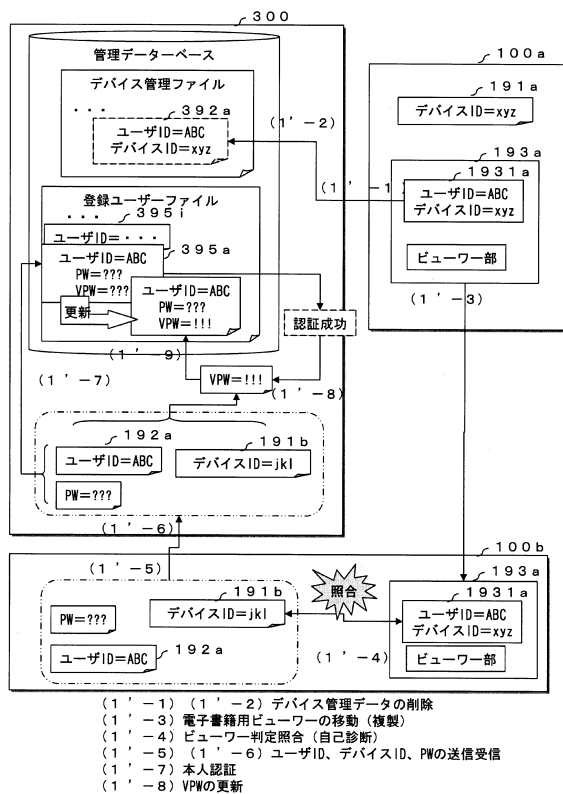 300
管理データーベース
デバイス管理ファイル
・・・
392a
ユーザID=ABC
デバイスID=xyz
(1'-2)
100a
191a
デバイスID=xyz
193a
(1'-1)
1931a
ユーザID=ABC
デバイスID=xyz
ビューワー部
(1'-3)
登録ユーザーファイル
・・・
395i
ユーザID=・・・
395a
ユーザID=ABC
PW=???
VPW=???
更新
ユーザID=ABC
PW=???
VPW=!!!
認証成功
(1'-9)
(1'-7)
VPW=!!!
(1'-8)
192a
ユーザID=ABC
191b
デバイスID=jkl
PW=???
(1'-6)
100b
(1'-5)
191b
デバイスID=jkl
照合
193a
1931a
ユーザID=ABC
デバイスID=xyz
ビューワー部
PW=???
ユーザID=ABC
192a
(1'-4)
(1'-1)(1'-2)デバイス管理データの削除
(1'-3)電子書籍用ビューワーの移動(複製)
(1'-4)ビューワー判定照合(自己診断)
(1'-5)(1'-6)ユーザID、デバイスID、PWの送信受信
(1'-7)本人認証
(1'-8)VPWの更新